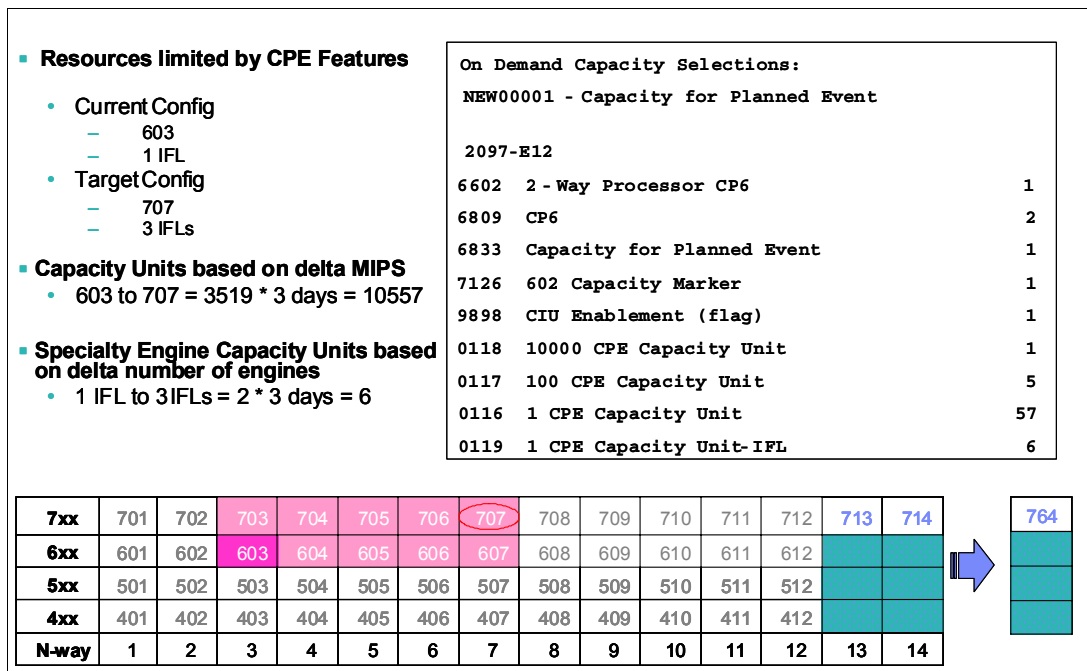 Resources limited by CPE Features
Current Config
603
1 IFL
Target Config
707
3 IFLs
Capacity Units based on delta MIPS
603 to 707 = 3519 * 3 days = 10557
Specialty Engine Capacity Units based
on delta number of engines
1 IFL to 3IFLs = 2 * 3 days = 6
On Demand Capacity Selections:
NEW00001 - Capacity for Planned Event
2097-E12
6602 2-Way Processor CP6 1
6809 CP6 2
6833 Capacity for Planned Event 1
7126 602 Capacity Marker 1
9898 CIU Enablement (flag) 1
0118 10000 CPE Capacity Unit 1
0117 100 CPE Capacity Unit 5
0116 1 CPE Capacity Unit 57
0119 1 CPE Capacity Unit-IFL 6
7xx 701 702 703 704 705 706 707 708 709 710 711 712 713 714 764
6xx 601 602 603 604 605 606 607 608 609 610 611 612
5xx 501 502 503 504 505 506 507 508 509 510 511 512
4xx 401 402 403 404 405 406 407 408 409 410 411 412
N-way 1 2 3 4 5 6 7 8 9 10 11 12 13 14